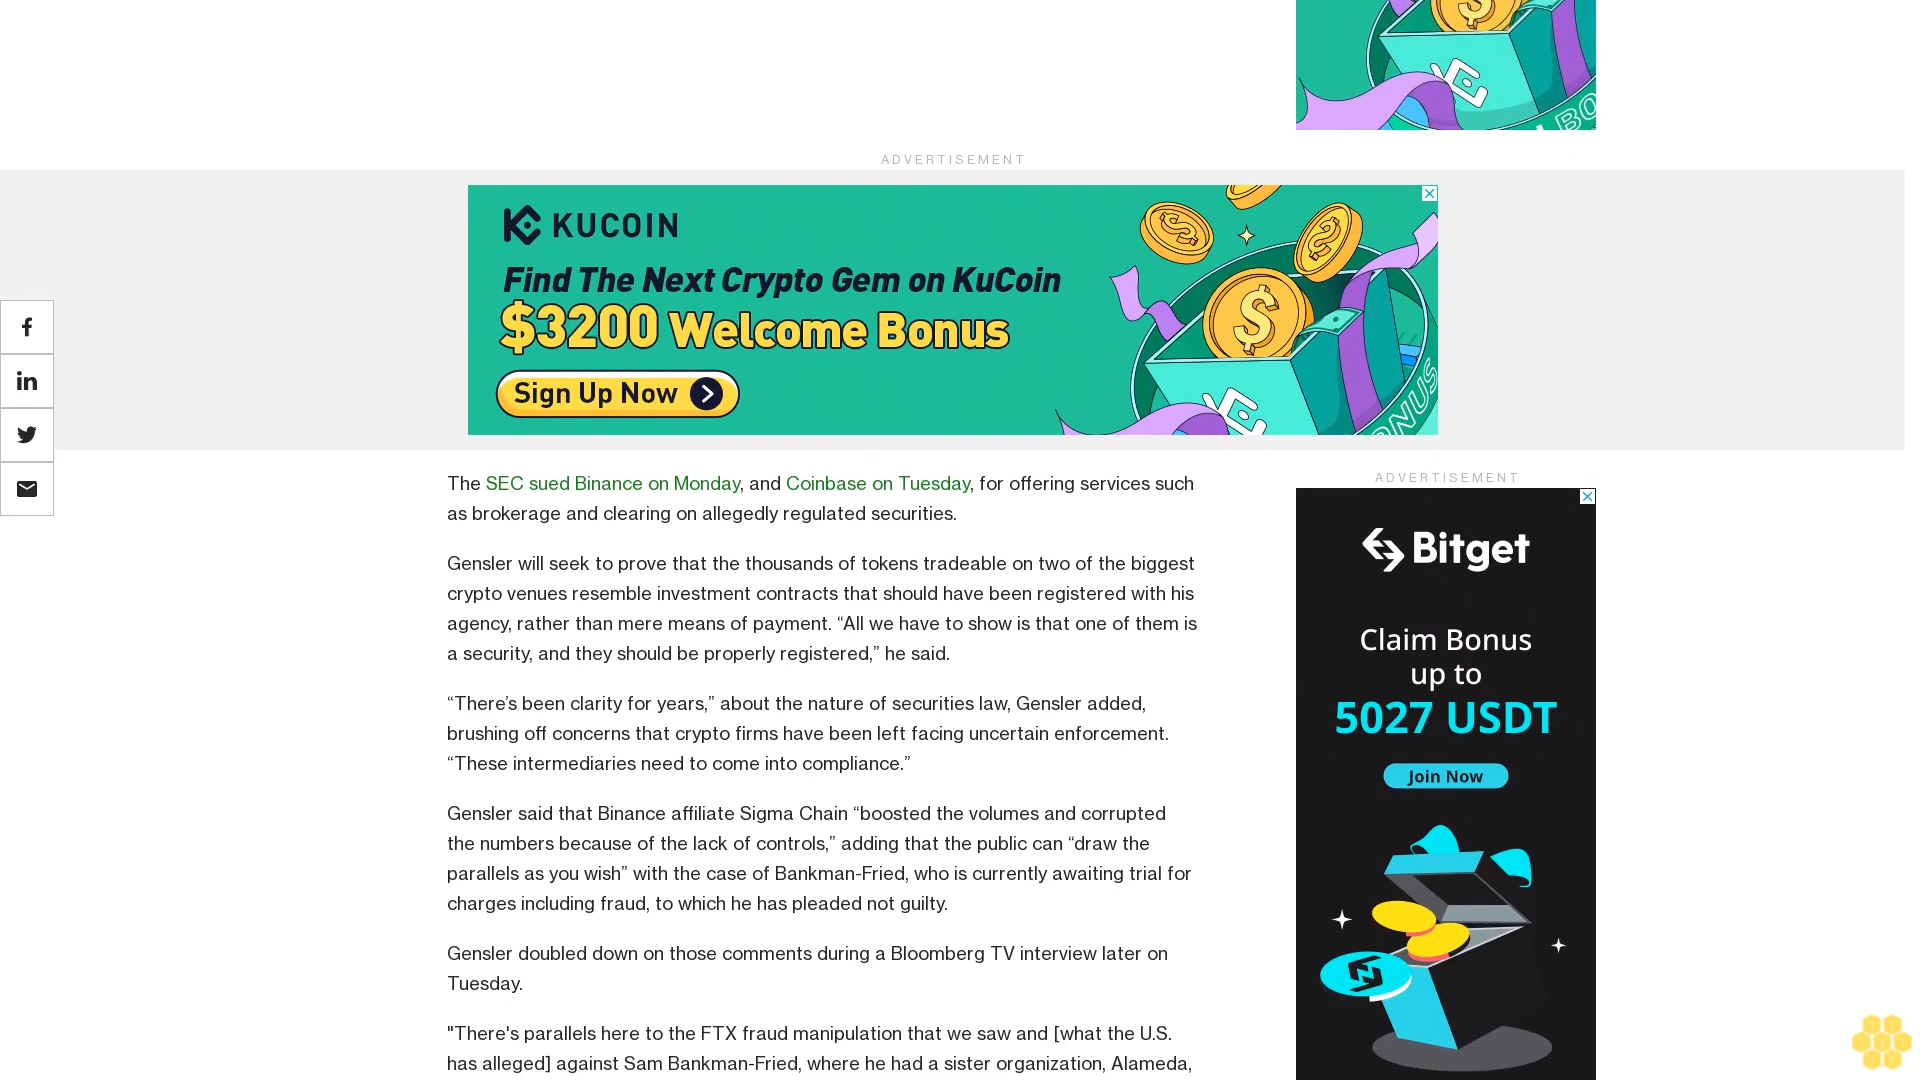 BO
ADVERTISEMENT
KUCOIN
Find The Next Crypto Gem on KuCoin
$3200 Welcome Bonus
Sign Up Now
BONUS
The SEC sued Binance on Monday, and Coinbase on Tuesday, for offering services such
as brokerage and clearing on allegedly regulated securities.
Gensler will seek to prove that the thousands of tokens tradeable on two of the biggest
crypto venues resemble investment contracts that should have been registered with his
agency, rather than mere means of payment. “All we have to show is that one of them is
a security, and they should be properly registered,” he said.
“There’s been clarity for years,” about the nature of securities law, Gensler added,
brushing off concerns that crypto firms have been left facing uncertain enforcement.
“These intermediaries need to come into compliance.”
Gensler said that Binance affiliate Sigma Chain “boosted the volumes and corrupted
the numbers because of the lack of controls,” adding that the public can “draw the
parallels as you wish” with the case of Bankman-Fried, who is currently awaiting trial for
charges including fraud, to which he has pleaded not guilty.
Gensler doubled down on those comments during a Bloomberg TV interview later on
Tuesday.
"There's parallels here to the FTX fraud manipulation that we saw and [what the U.S.
has alleged] against Sam Bankman-Fried, where he had a sister organization, Alameda,
ADVERTISEMENT
Bitget
Claim Bonus
up to
5027 USDT
Join Now